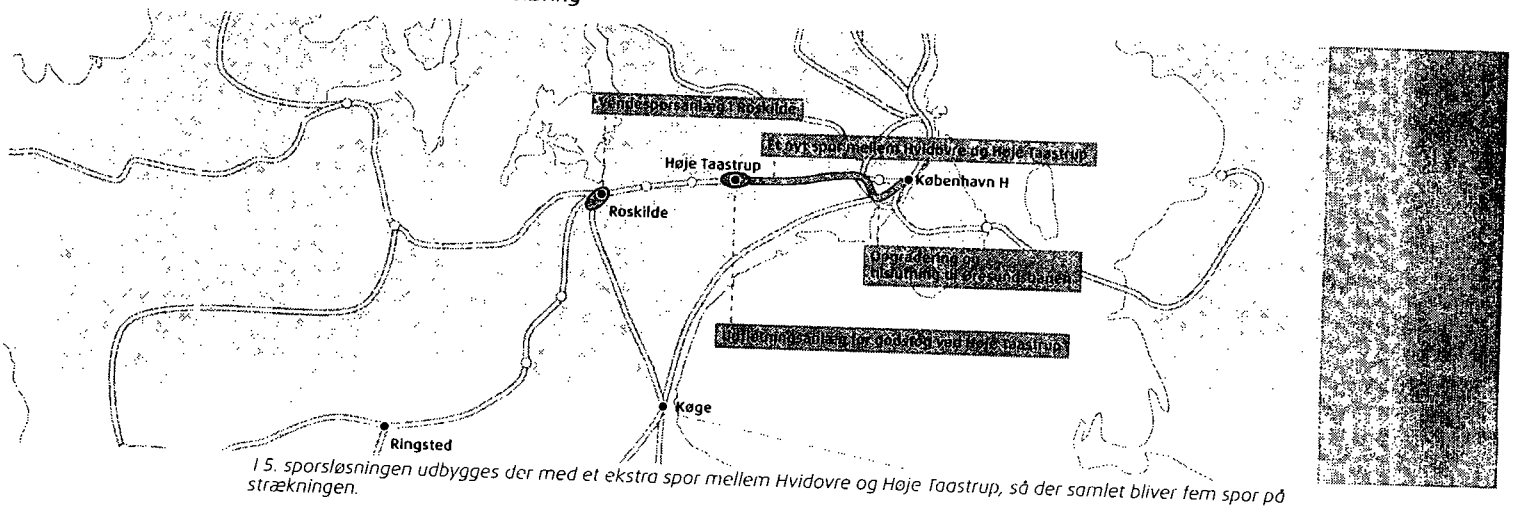 Vendesporsanlæg i Roskilde
Et nyt spor mellem Hvidovre og Høje Taastrup
Høje Taastrup
København H
Roskilde
Opgradering og
tilslutning til Øresundsbanen
for godstog ved Høje Taastrup
Køge
Ringsted
I 5. sporsløsningen udbygges der med et ekstra spor mellem Hvidovre og Høje Taastrup, så der samlet bliver fem spor på
strækningen.